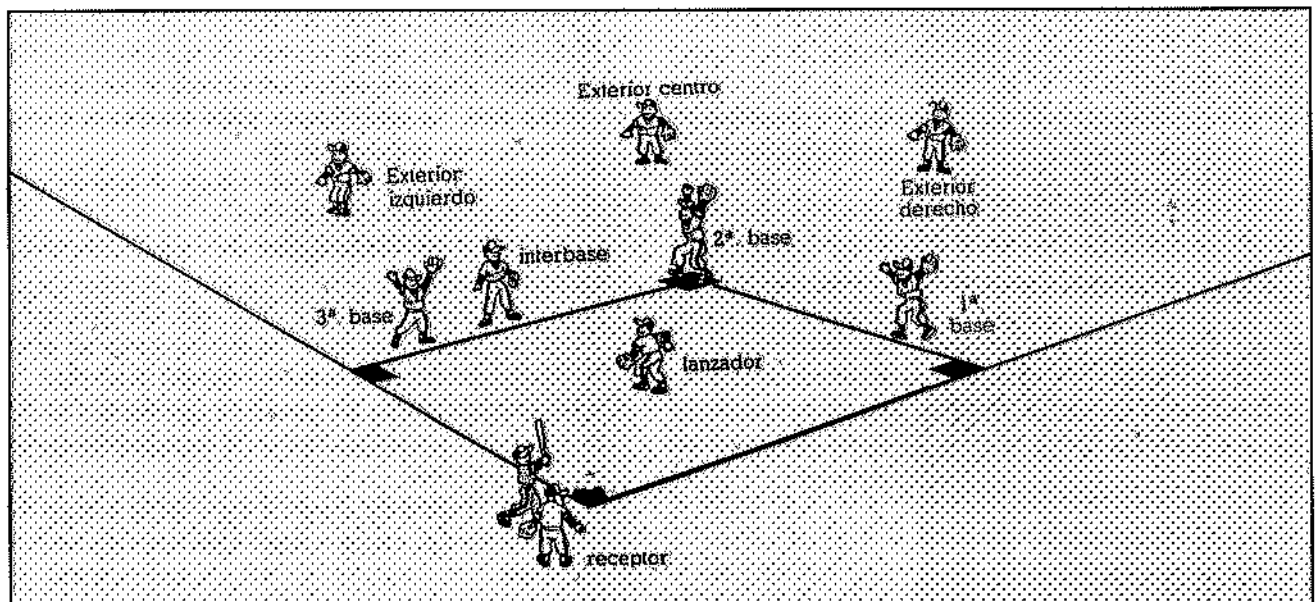 Exterior centro
Exterior
izquierdo
Exterior
derecho
2ª. base
interbase
3ª. base
1ª
base
lanzador
receptor